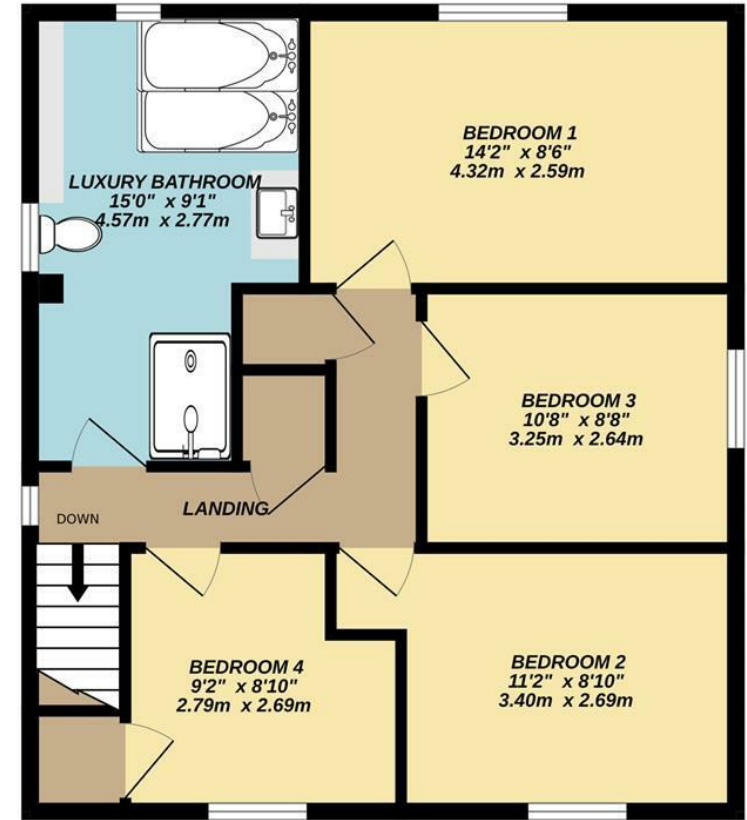 BEDROOM 1
14'2" x 8'6"
4.32m x 2.59m
LUXURY BATHROOM
15'0" x 9'1"
4.57m x 2.77m
BEDROOM 3
10'8" x 8'8"
3.25m x 2.64m
LANDING
DOWN
BEDROOM 4
9'2" x 8'10"
2.79m x 2.69m
BEDROOM 2
11'2" x 8'10"
3.40m x 2.69m